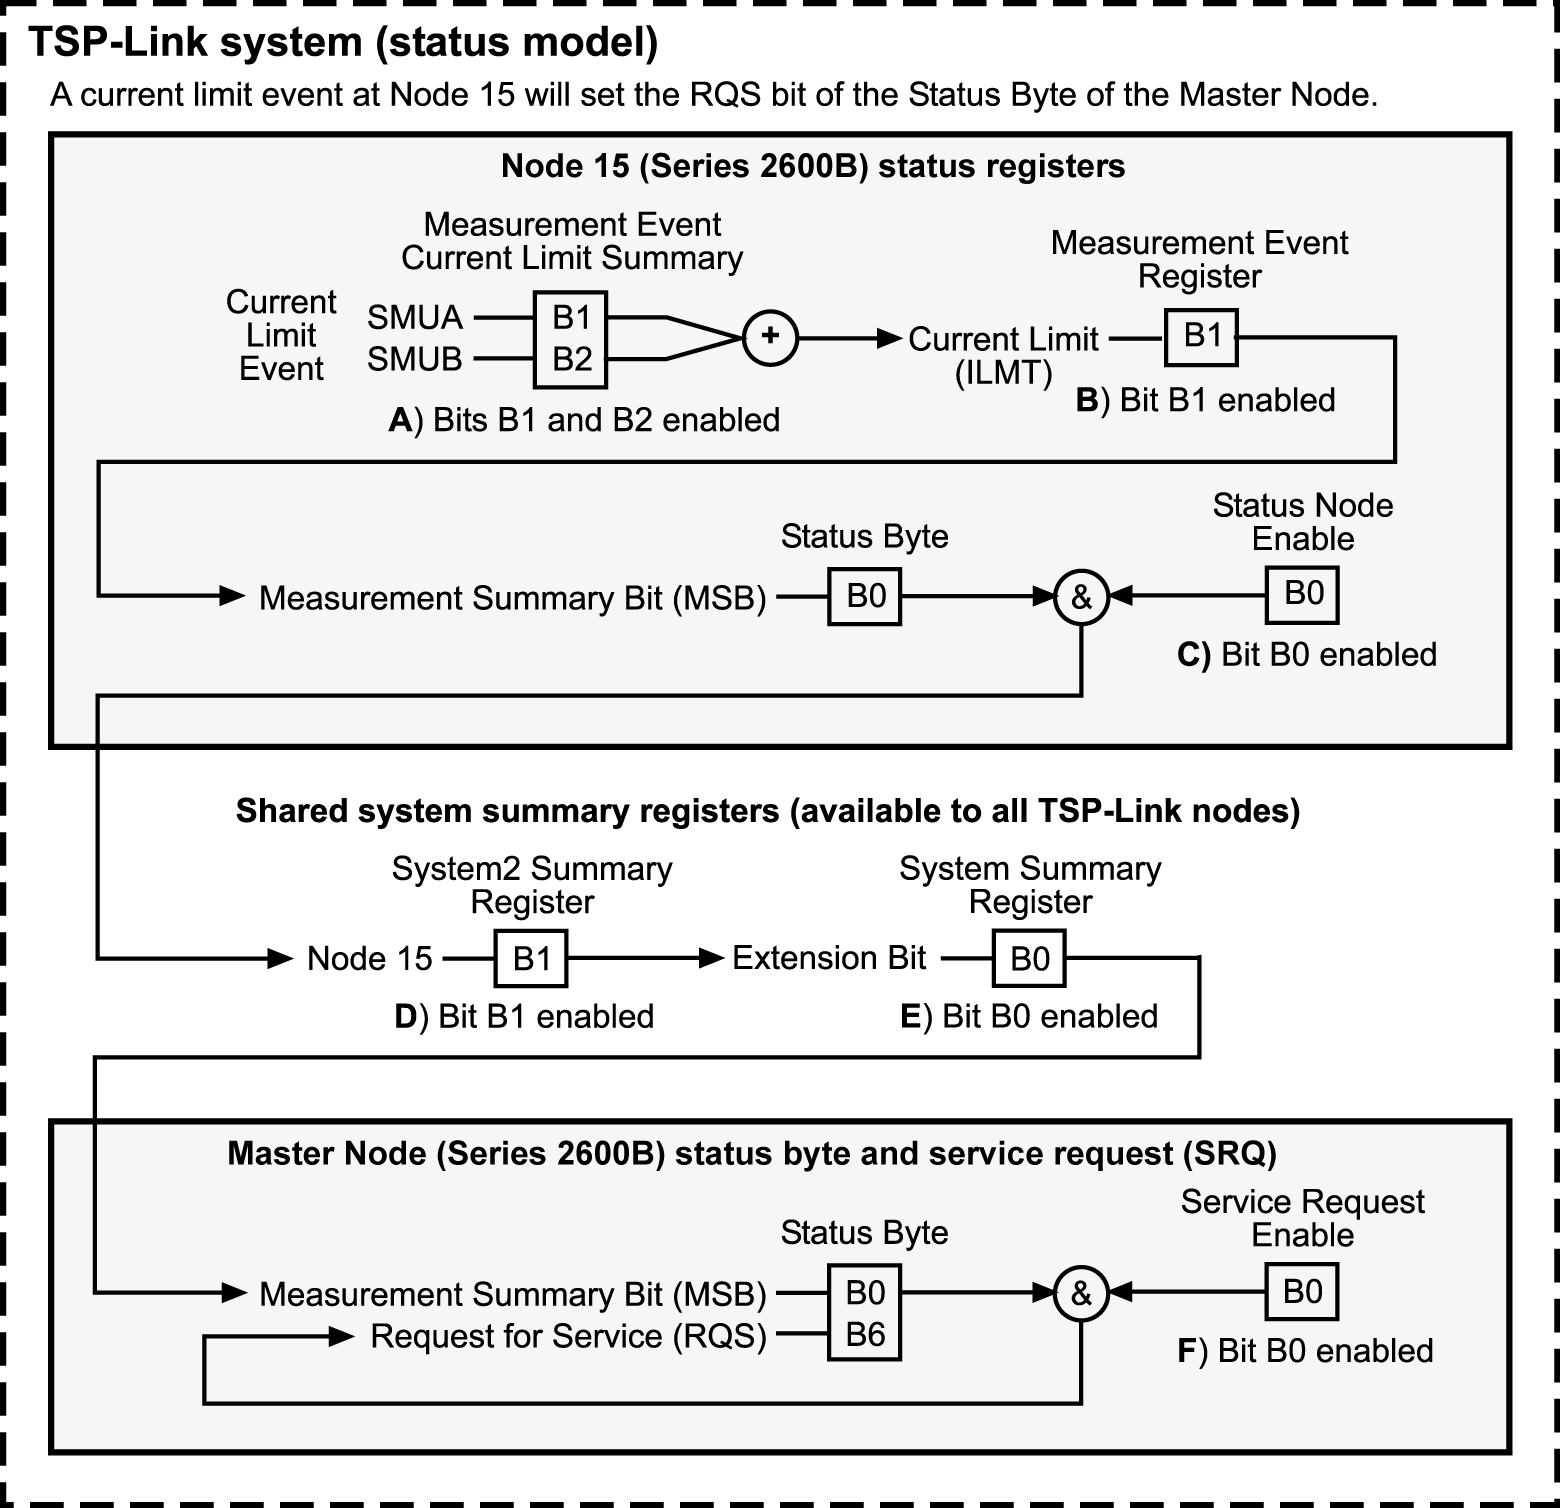 TSP-Link system (status model)
A current limit event at Node 15 will set the RQS bit of the Status Byte of the Master Node.
Node 15 (Series 2600B) status registers
Measurement Event
Current Limit Summary
Measurement Event
Register
Current
Limit
Event
SMUA
B1
SMUB
B2
+
Current Limit
(ILMT)
B1
A) Bits B1 and B2 enabled
B) Bit B1 enabled
Status Byte
Status Node
Enable
Measurement Summary Bit (MSB)
B0
&
B0
C) Bit B0 enabled
Shared system summary registers (available to all TSP-Link nodes)
System2 Summary
Register
System Summary
Register
Node 15
B1
Extension Bit
B0
D) Bit B1 enabled
E) Bit B0 enabled
Master Node (Series 2600B) status byte and service request (SRQ)
Status Byte
Service Request
Enable
Measurement Summary Bit (MSB)
B0
&
B0
Request for Service (RQS)
B6
F) Bit B0 enabled